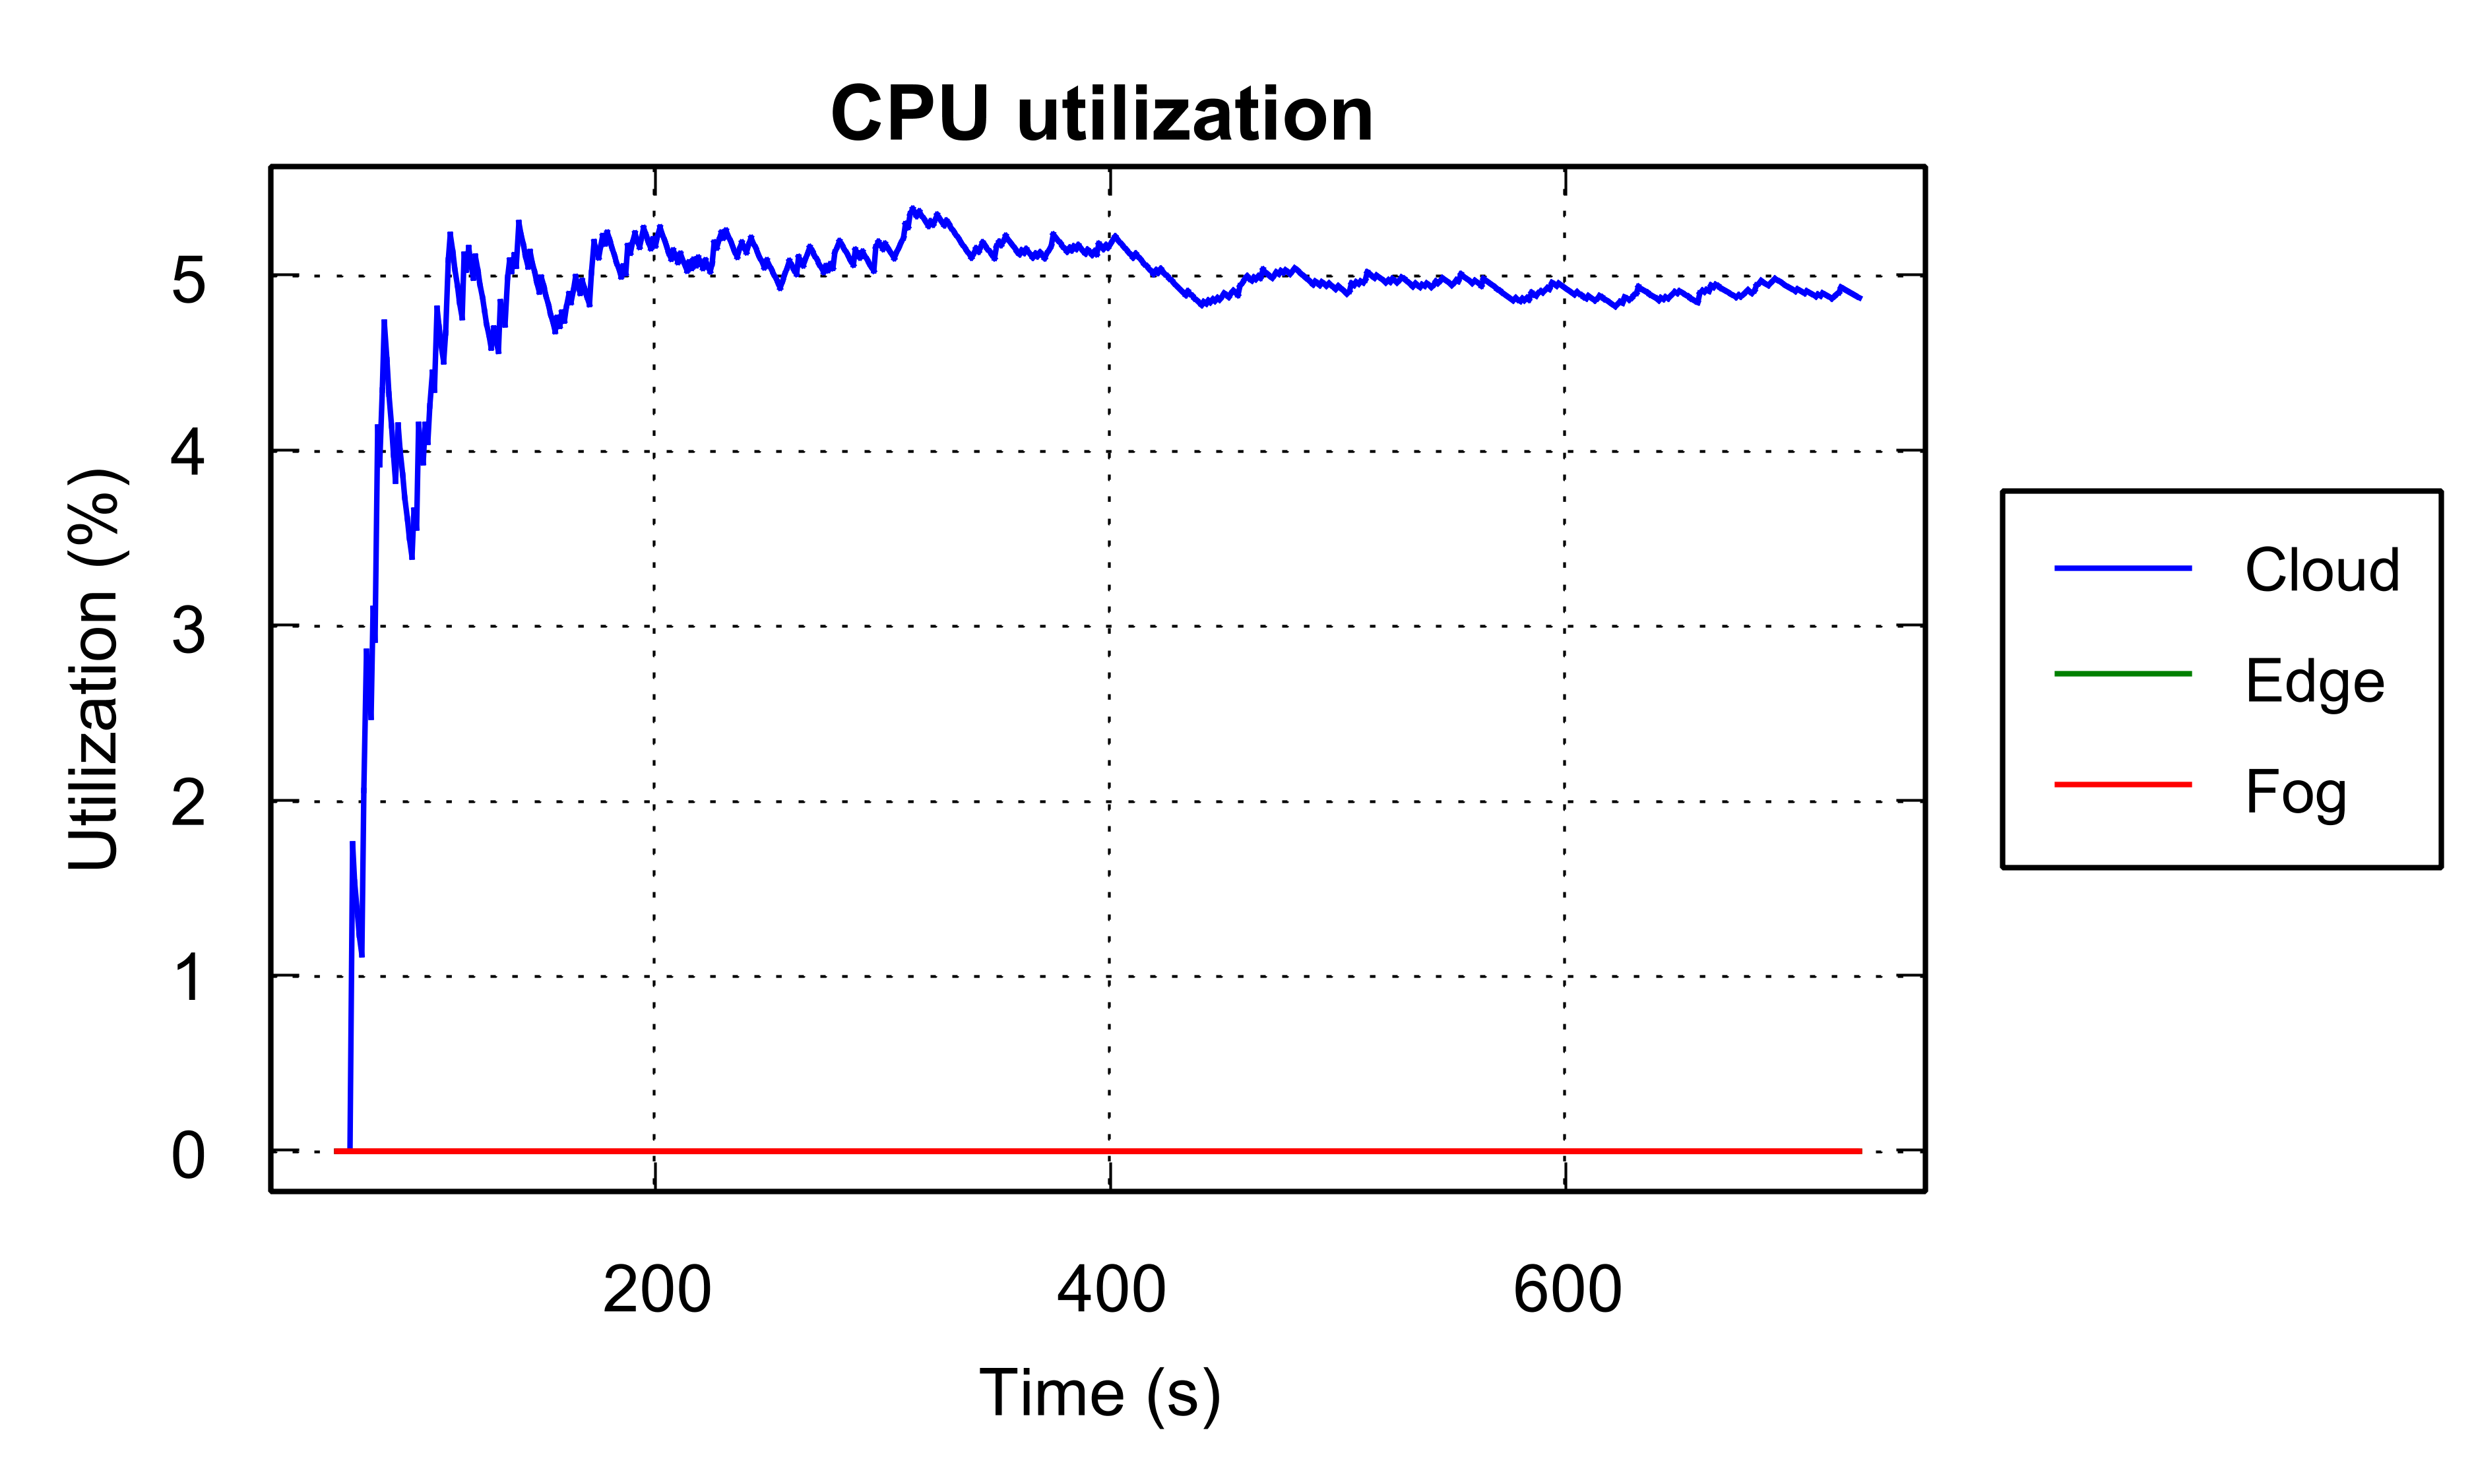 CPU utilization
Utilization (%)
5
4
3
2
1
0
200 400 600
Time (s)
Cloud
Edge
Fog